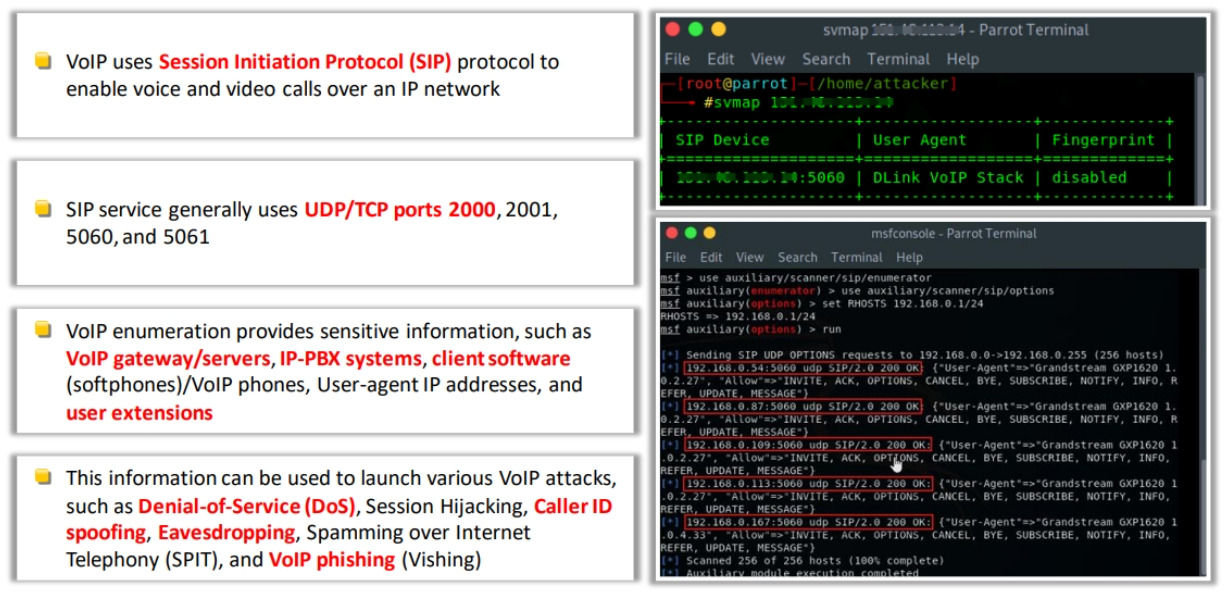 VoIP uses Session Initiation Protocol (SIP) protocol to
enable voice and video calls over an IP network
SIP service generally uses UDP/TCP ports 2000, 2001,
5060, and 5061
VoIP enumeration provides sensitive information, such as
VoIP gateway/servers, IP-PBX systems, client software
(softphones)/VoIP phones, User-agent IP addresses, and
user extensions
This information can be used to launch various VoIP attacks,
such as Denial-of-Service (DoS), Session Hijacking, Caller ID
spoofing, Eavesdropping, Spamming over Internet
Telephony (SPIT), and VoIP phishing (Vishing)
svmap - Parrot Terminal
File Edit View Search Terminal Help
[root@parrot]-[/home/attacker]
#svmap
| SIP Device | User Agent | Fingerprint |
| :5060 | DLink VoIP Stack | disabled |
msfconsole - Parrot Terminal
File Edit View Search Terminal Help
msf > use auxiliary/scanner/sip/enumerator
msf auxiliary(enumerator) > use auxiliary/scanner/sip/options
msf auxiliary(options) > set RHOSTS 192.168.0.1/24
RHOSTS => 192.168.0.1/24
msf auxiliary(options) > run
[*] Sending SIP UDP OPTIONS requests to 192.168.0.0->192.168.0.255 (256 hosts)
[*] 192.168.0.54:5060 udp SIP/2.0 200 OK: {"User-Agent"=>"Grandstream GXP1620 1.
0.2.27", "Allow"=>"INVITE, ACK, OPTIONS, CANCEL, BYE, SUBSCRIBE, NOTIFY, INFO, R
EFER, UPDATE, MESSAGE"}
[*] 192.168.0.87:5060 udp SIP/2.0 200 OK: {"User-Agent"=>"Grandstream GXP1620 1.
0.2.27", "Allow"=>"INVITE, ACK, OPTIONS, CANCEL, BYE, SUBSCRIBE, NOTIFY, INFO, R
EFER, UPDATE, MESSAGE"}
[*] 192.168.0.109:5060 udp SIP/2.0 200 OK: {"User-Agent"=>"Grandstream GXP1620 1
.0.2.27", "Allow"=>"INVITE, ACK, OPTIONS, CANCEL, BYE, SUBSCRIBE, NOTIFY, INFO,
REFER, UPDATE, MESSAGE"}
[*] 192.168.0.113:5060 udp SIP/2.0 200 OK: {"User-Agent"=>"Grandstream GXP1620 1
.0.2.27", "Allow"=>"INVITE, ACK, OPTIONS, CANCEL, BYE, SUBSCRIBE, NOTIFY, INFO,
REFER, UPDATE, MESSAGE"}
[*] 192.168.0.167:5060 udp SIP/2.0 200 OK: {"User-Agent"=>"Grandstream GXP1620 1
.0.4.33", "Allow"=>"INVITE, ACK, OPTIONS, CANCEL, BYE, SUBSCRIBE, NOTIFY, INFO,
REFER, UPDATE, MESSAGE"}
[*] Scanned 256 of 256 hosts (100% complete)
[*] Auxiliary module execution completed